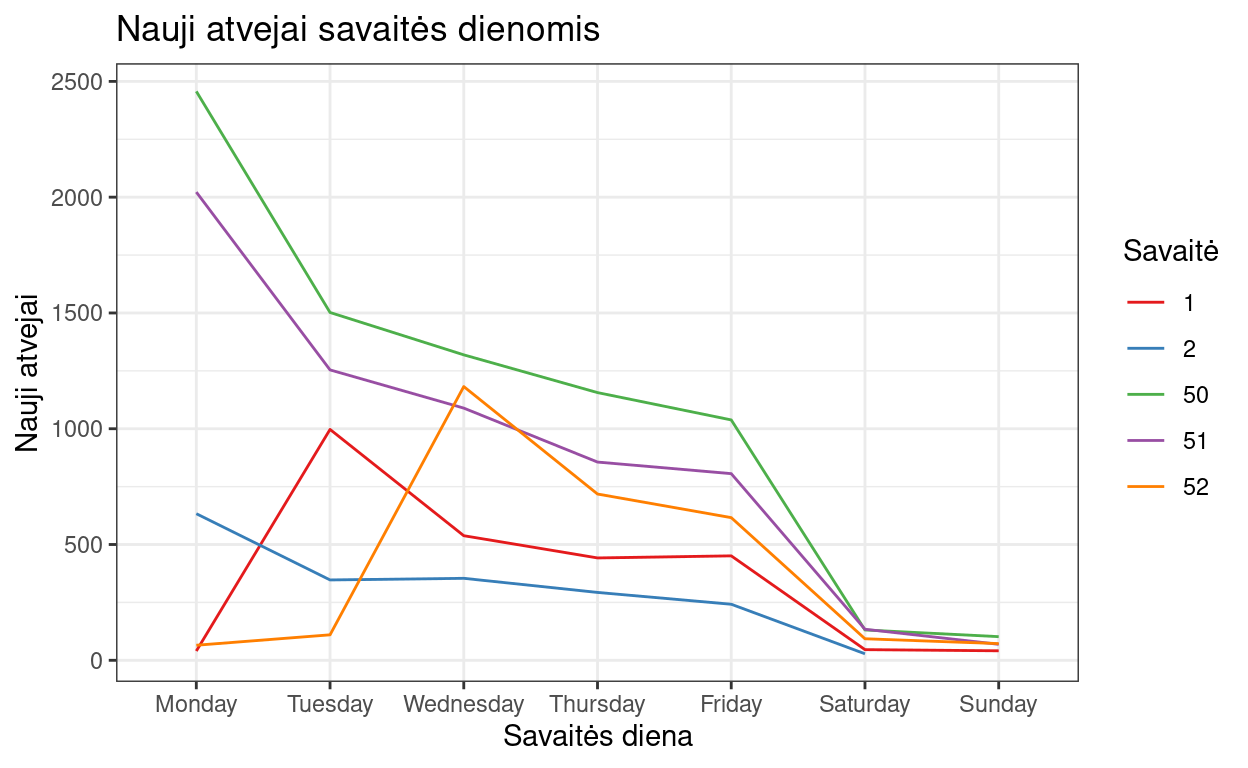 Nauji atvejai savaitės dienomis
Nauji atvejai
2500
2000
1500
1000
500
0
Monday Tuesday Wednesday Thursday Friday Saturday Sunday
Savaitės diena
Savaitė
1
2
50
51
52